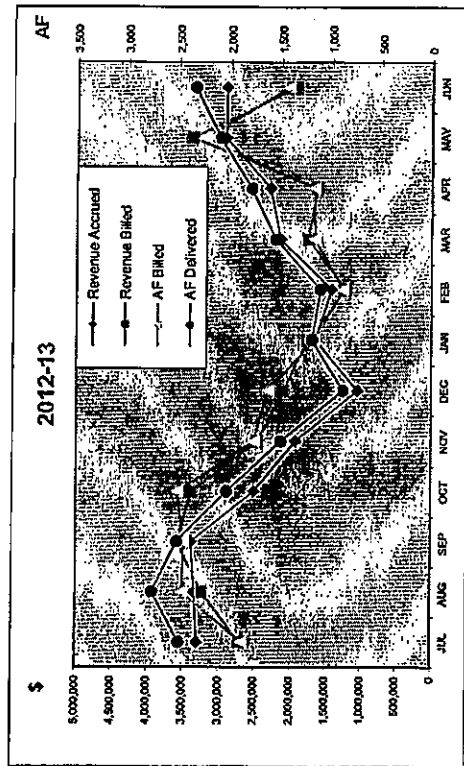 2012-13
$
AF
5,000,000
4,500,000
4,000,000
3,500,000
3,000,000
2,500,000
2,000,000
1,500,000
1,000,000
500,000
0
3,500
3,000
2,500
2,000
1,500
1,000
500
0
Revenue Accrued
Revenue Billed
AF Billed
AF Delivered
JUL
AUG
SEP
OCT
NOV
DEC
JAN
FEB
MAR
APR
MAY
JUN